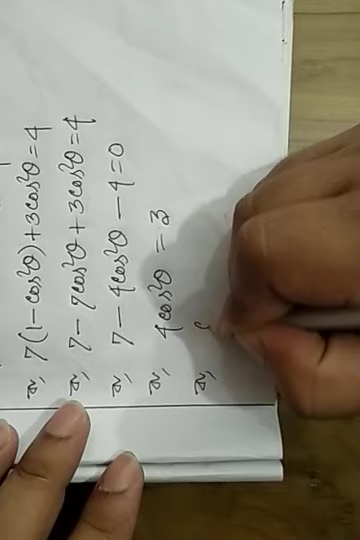 বা, 7(1-cos²θ)+3cos²θ=4
বা, 7-7cos²θ+3cos²θ=4
বা, 7-4cos²θ-4=0
বা, 4cos²θ=3
বা,